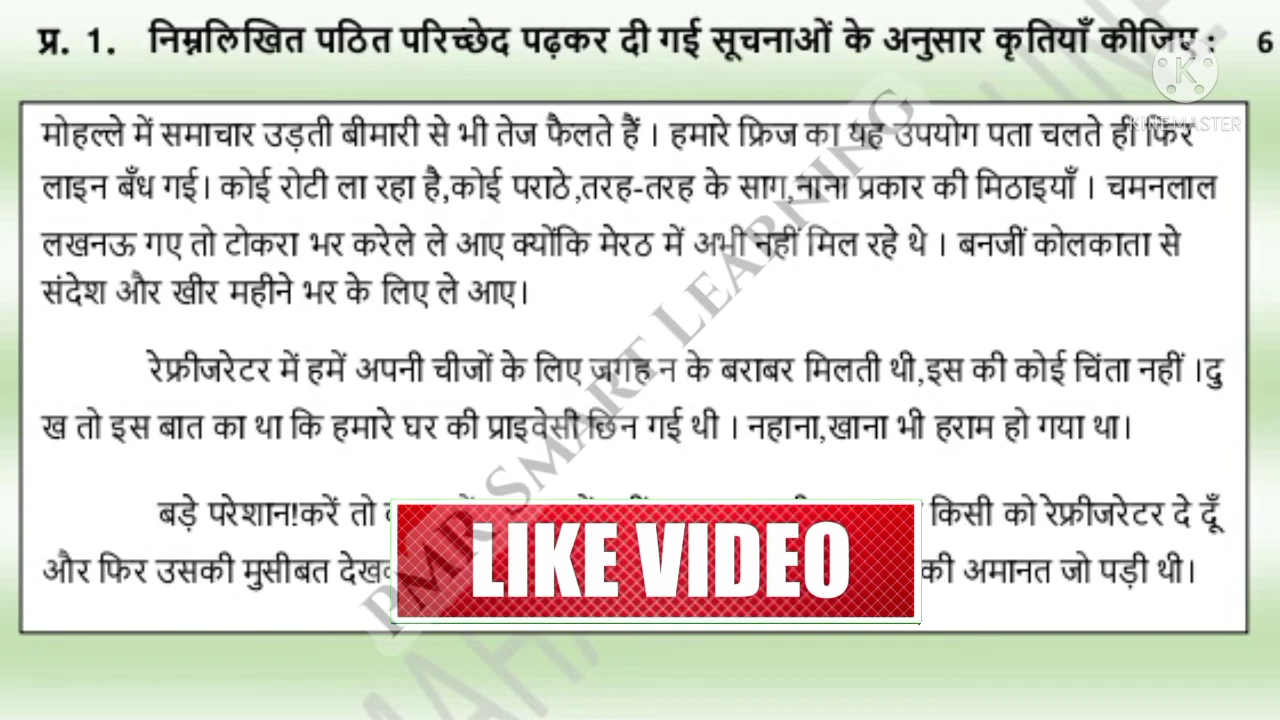 प्र. 1. निम्नलिखित पठित परिच्छेद पढ़कर दी गई सूचनाओं के अनुसार कृतियाँ कीजिए : 6
K
KINEMASTER
मोहल्ले में समाचार उड़ती बीमारी से भी तेज फैलते हैं । हमारे फ्रिज का यह उपयोग पता चलते ही फिर
लाइन बँध गई। कोई रोटी ला रहा है,कोई पराठे,तरह-तरह के साग,नाना प्रकार की मिठाइयाँ । चमनलाल
लखनऊ गए तो टोकरा भर करेले ले आए क्योंकि मेरठ में अभी नहीं मिल रहे थे । बनर्जी कोलकाता से
संदेश और खीर महीने भर के लिए ले आए।
रेफ्रीजरेटर में हमें अपनी चीजों के लिए जगह न के बराबर मिलती थी,इस की कोई चिंता नहीं ।दु
ख तो इस बात का था कि हमारे घर की प्राइवेसी छिन गई थी । नहाना,खाना भी हराम हो गया था।
बड़े परेशान!करें तो किसी को रेफ्रीजरेटर दे दूँ
और फिर उसकी मुसीबत की अमानत जो पड़ी थी।
LIKE VIDEO
PMR SMART LEARNING